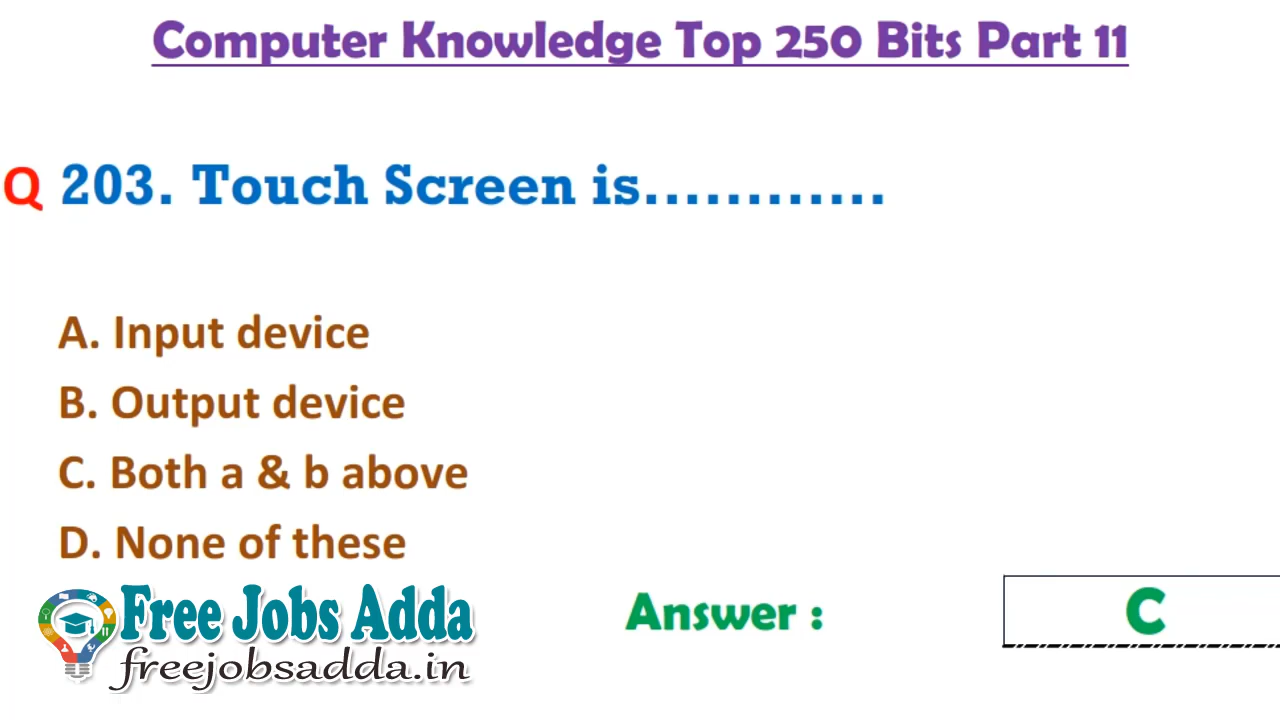 Computer Knowledge Top 250 Bits Part 11
Q 203. Touch Screen is............
A. Input device
B. Output device
C. Both a & b above
D. None of these
Free Jobs Adda
freejobsadda.in
Answer : C